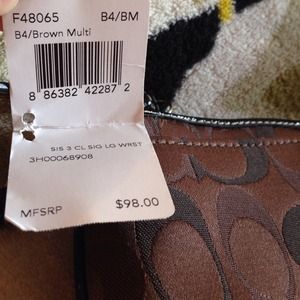 F48065 B4/BM
B4/Brown Multi
8 86382 42287 2
SIS 3 CL SIG LG WRST
3H00068908
MFSRP $98.00